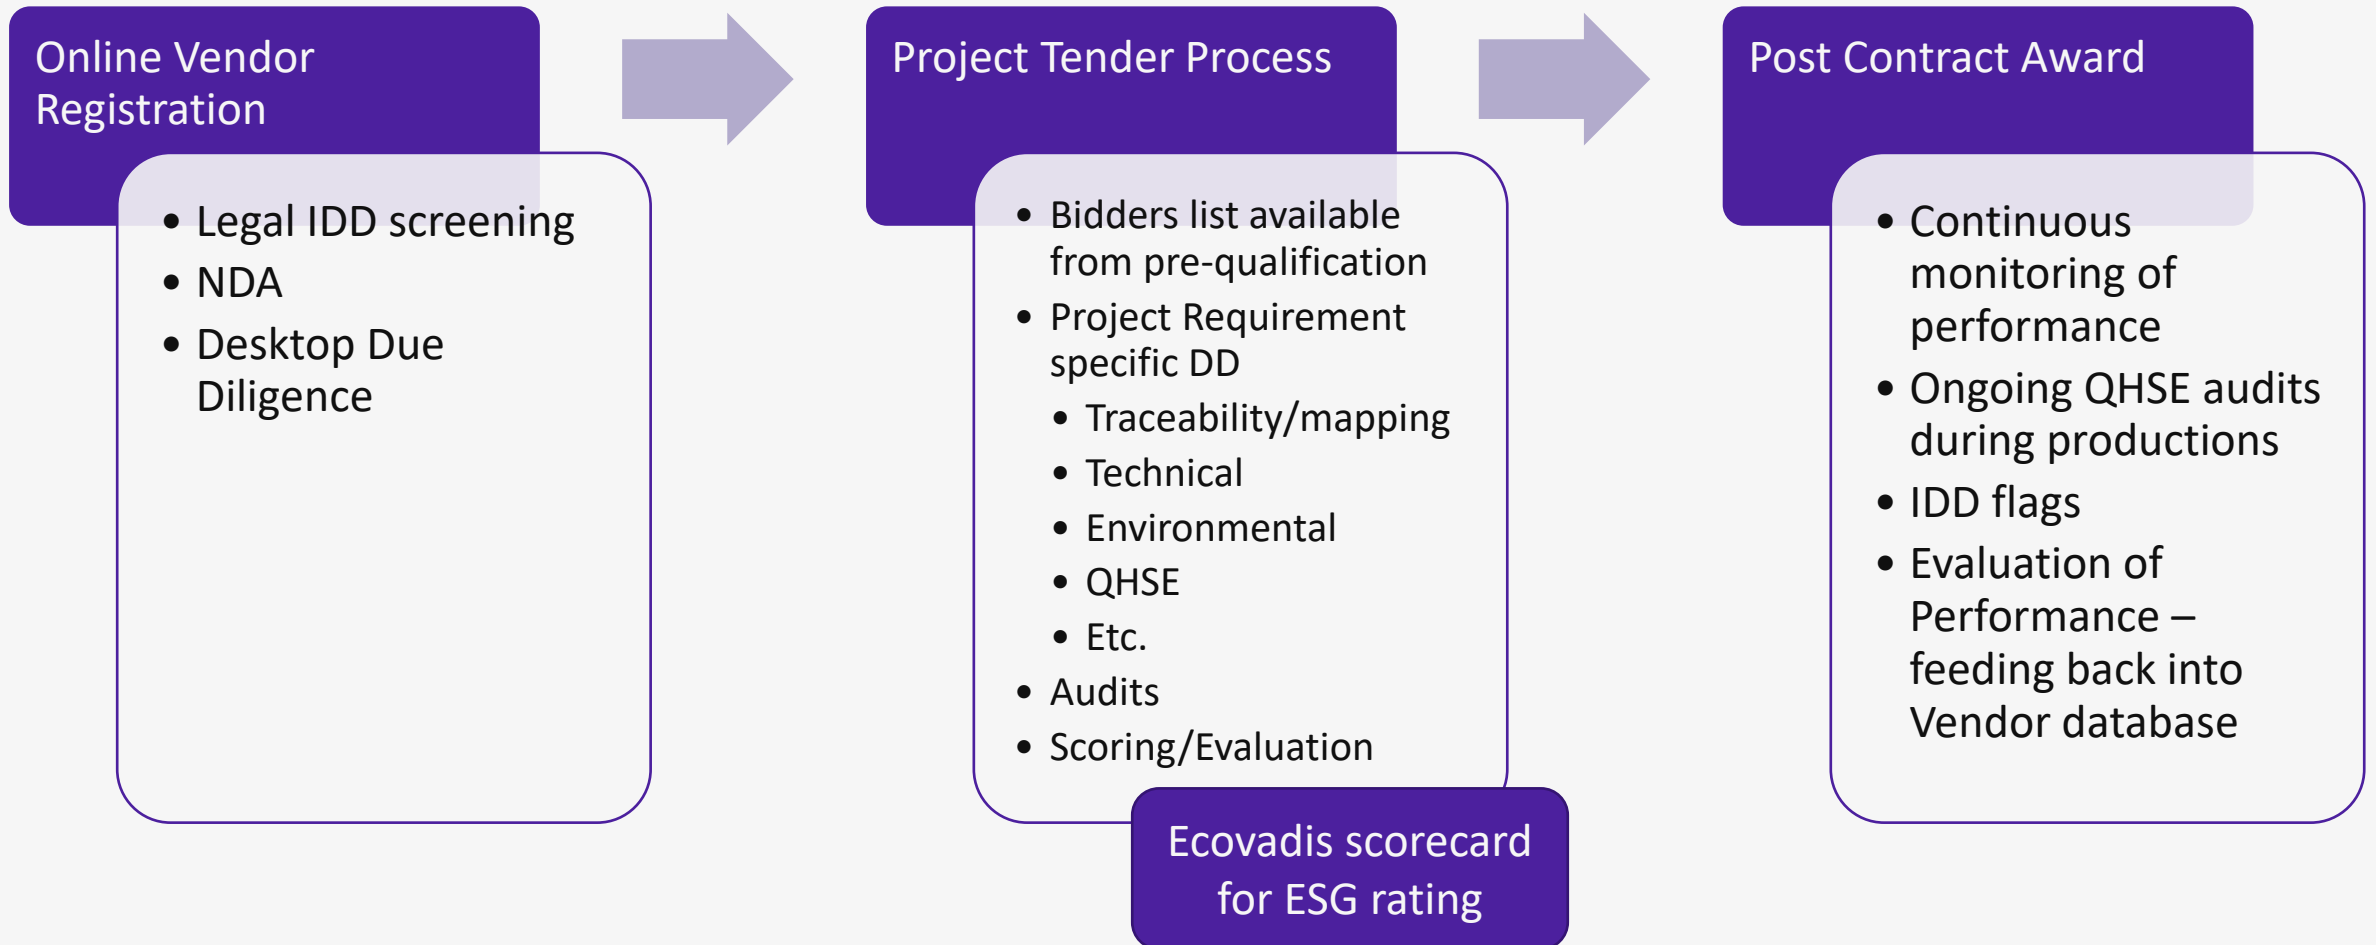 Online Vendor
Registration
• Legal IDD screening
• NDA
• Desktop Due
Diligence
Project Tender Process
• Bidders list available
from pre-qualification
• Project Requirement
specific DD
• Traceability/mapping
• Technical
• Environmental
• QHSE
• Etc.
• Audits
• Scoring/Evaluation
Ecovadis scorecard
for ESG rating
Post Contract Award
• Continuous
monitoring of
performance
• Ongoing QHSE audits
during productions
• IDD flags
• Evaluation of
Performance –
feeding back into
Vendor database